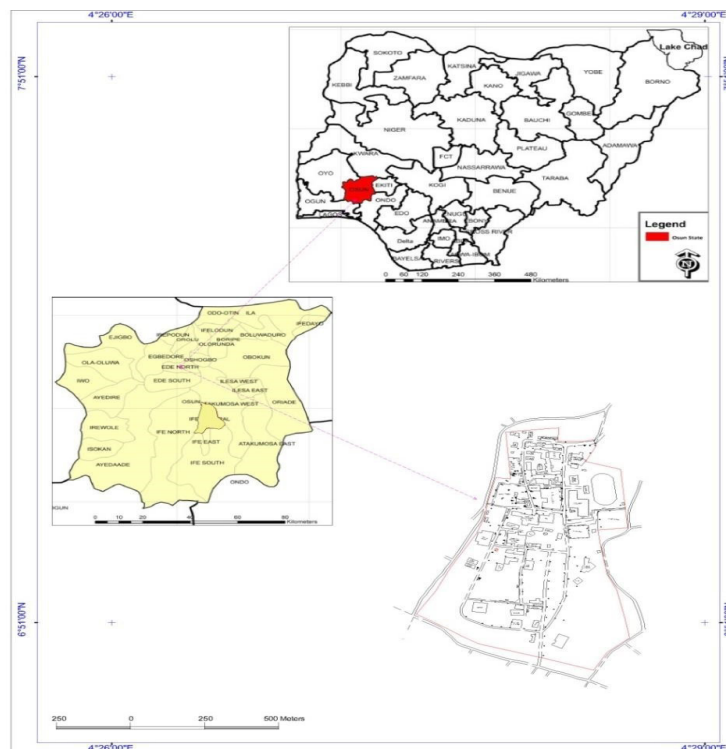 4°26'00"E 4°29'00"E
7°51'00"N
Lake Chad
SOKOTO
KATSINA
JIGAWA
YOBE
BORNO
ZAMFARA
KEBBI
KANO
GOMBE
KADUNA
BAUCHI
NIGER
PLATEAU
ADAMAWA
KWARA
FCT
NASSARRAWA
TARABA
OYO
EKITI
KOGI
BENUE
OGUN
ONDO
EDO
Delta
IMO
BAYELSA
RIVERS
Legend
Osun State
N
0 60 120 240 360 480
Kilometers
ODO-OTIN ILA
IFEDAYO
IFELODUN
EJIGBO
BOLUWADURO
OLORUNDA
EGBEDORE
OSHOGBO
OBOKUN
OLA-OLUWA
EDE NORTH
IWO
EDE SOUTH
ILESA WEST
ILESA EAST
AYEDIRE
ORIADE
IREWOLE
IFE NORTH
IFE EAST
ATAKUMOSA EAST
ISOKAN
AYEDAADE
IFE SOUTH
ONDO
0 10 20 40 60 80
Kilometers
6°51'00"N
250 0 250 500 Meters
4°26'00"E 4°29'00"E